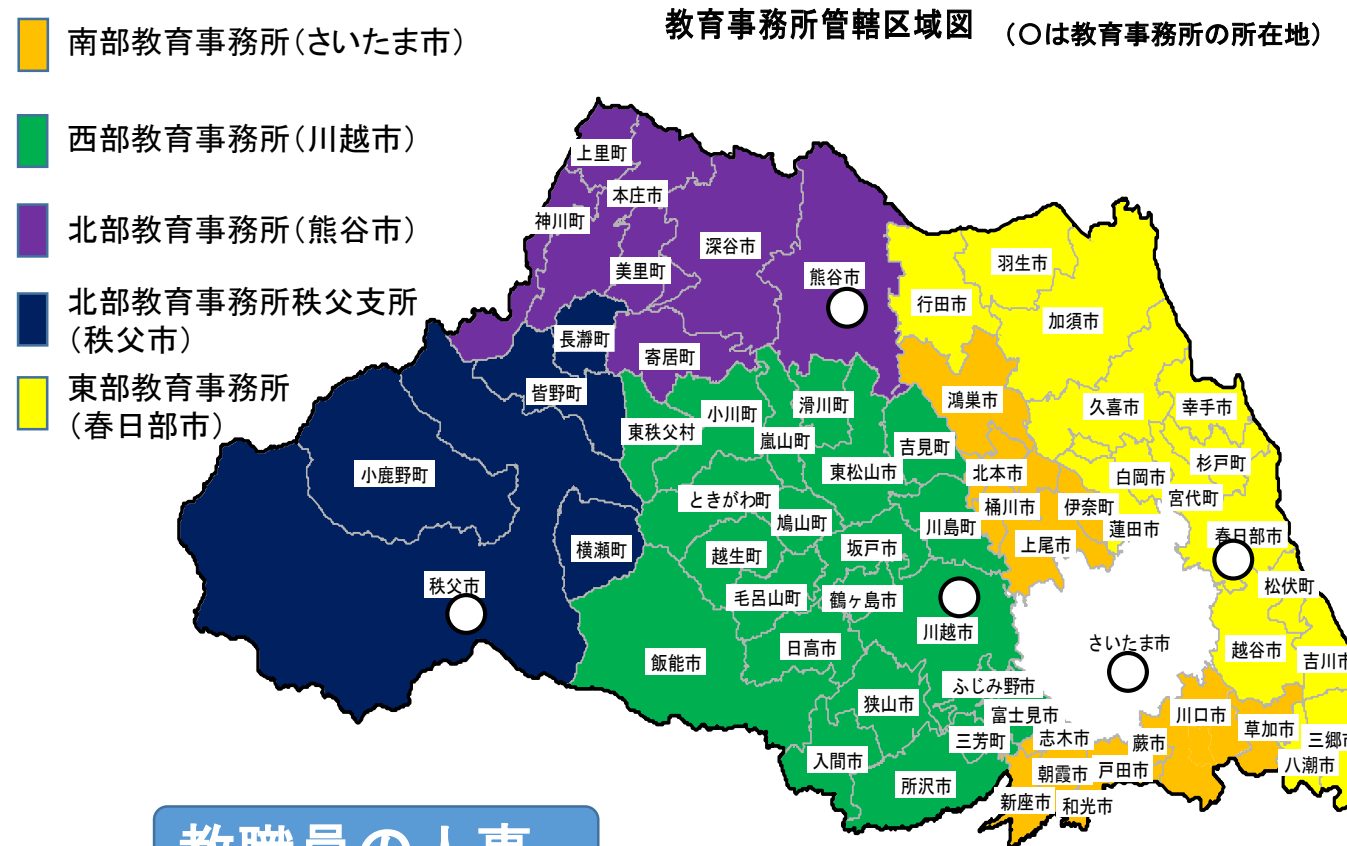 教育事務所管轄区域図 (○は教育事務所の所在地)
南部教育事務所(さいたま市)
西部教育事務所(川越市)
北部教育事務所(熊谷市)
北部教育事務所秩父支所
(秩父市)
東部教育事務所
(春日部市)
上里町
本庄市
神川町
深谷市
美里町
熊谷市
羽生市
行田市
加須市
長瀞町
寄居町
皆野町
小川町
滑川町
鴻巣市
久喜市
幸手市
東秩父村
嵐山町
吉見町
小鹿野町
東松山市
北本市
白岡市
杉戸町
ときがわ町
宮代町
桶川市
伊奈町
鳩山町
川島町
蓮田市
春日部市
横瀬町
越生町
坂戸市
上尾市
秩父市
松伏町
毛呂山町
鶴ヶ島市
川越市
さいたま市
日高市
越谷市
飯能市
吉川市
ふじみ野市
狭山市
富士見市
川口市
三芳町
志木市
蕨市
草加市
三郷市
入間市
朝霞市
戸田市
八潮市
所沢市
新座市
和光市
教職員の人事